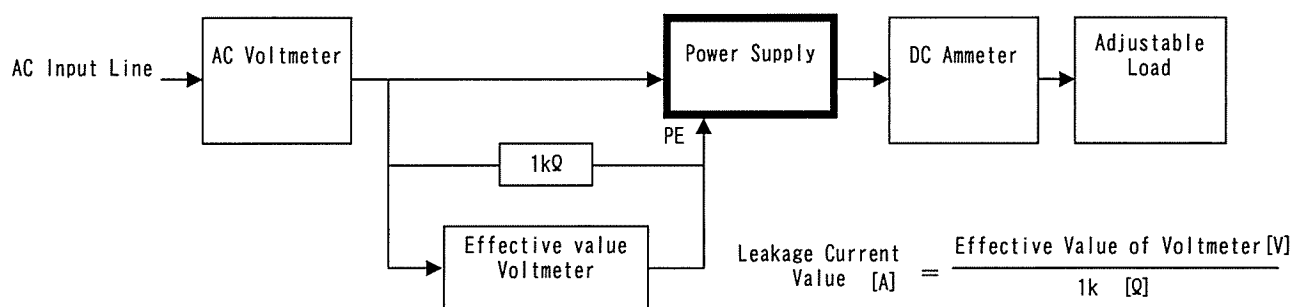 AC Input Line
AC Voltmeter
Power Supply
DC Ammeter
Adjustable
Load
PE
1kΩ
Effective value
Voltmeter
Leakage Current
Value [A]
=
Effective Value of Voltmeter[V]
1k [Ω]